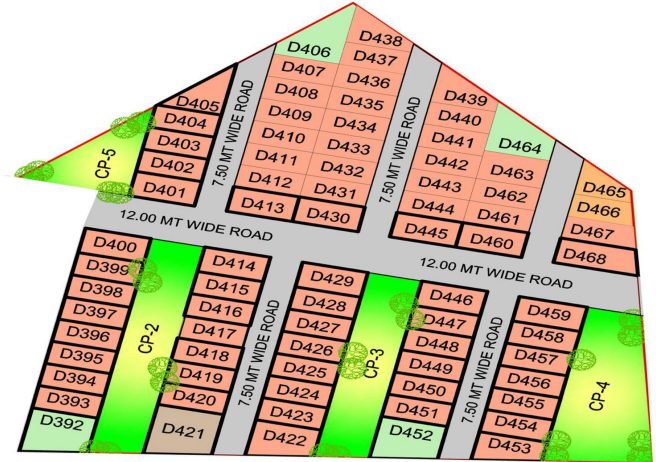 D438
D406
D437
D407
D436
D408
D435
D409
D434
D410
D433
D411
D432
D412
D431
D413
D430
7.50 MT WIDE ROAD
D405
D404
D403
D402
D401
CP-5
7.50 MT WIDE ROAD
D439
D440
D441
D464
D442
D463
D443
D462
D444
D461
D445
D460
D465
D466
D467
D468
12.00 MT WIDE ROAD
12.00 MT WIDE ROAD
D400
D399
D398
D397
D396
D395
D394
D393
D392
CP-2
D414
D415
D416
D417
D418
D419
D420
D421
7.50 MT WIDE ROAD
D429
D428
D427
D426
D425
D424
D423
D422
CP-3
D446
D447
D448
D449
D450
D451
D452
7.50 MT WIDE ROAD
D459
D458
D457
D456
D455
D454
D453
CP-4